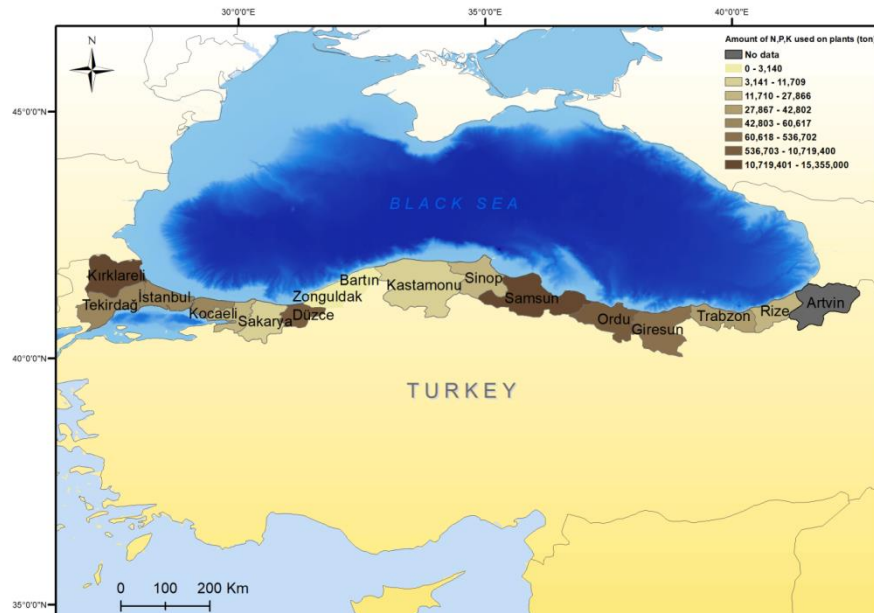 30°0'0"E
35°0'0"E
40°0'0"E
Amount of N,P,K used on plants (ton)
No data
0 - 3,140
3,141 - 11,709
11,710 - 27,866
27,867 - 42,802
42,803 - 60,617
60,618 - 536,702
536,703 - 10,719,400
10,719,401 - 15,355,000
N
45°0'0"N
BLACK SEA
Kırklareli
Tekirdağ
İstanbul
Kocaeli
Sakarya
Zonguldak
Düzce
Bartın
Kastamonu
Sinop
Samsun
Ordu
Giresun
Trabzon
Rize
Artvin
40°0'0"N
TURKEY
0 100 200 Km
35°0'0"N